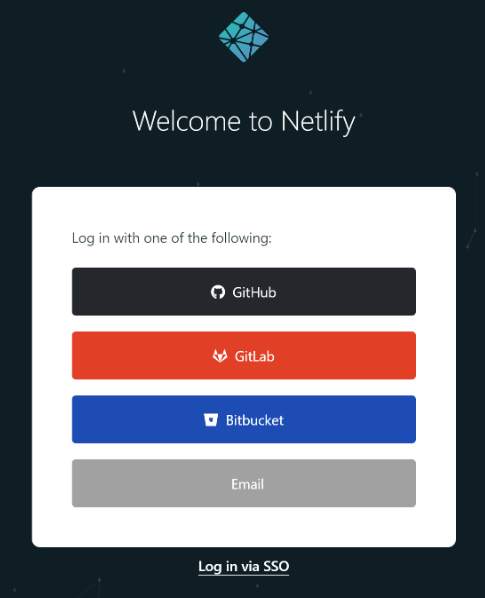 Welcome to Netlify
Log in with one of the following:
GitHub
GitLab
Bitbucket
Email
Log in via SSO